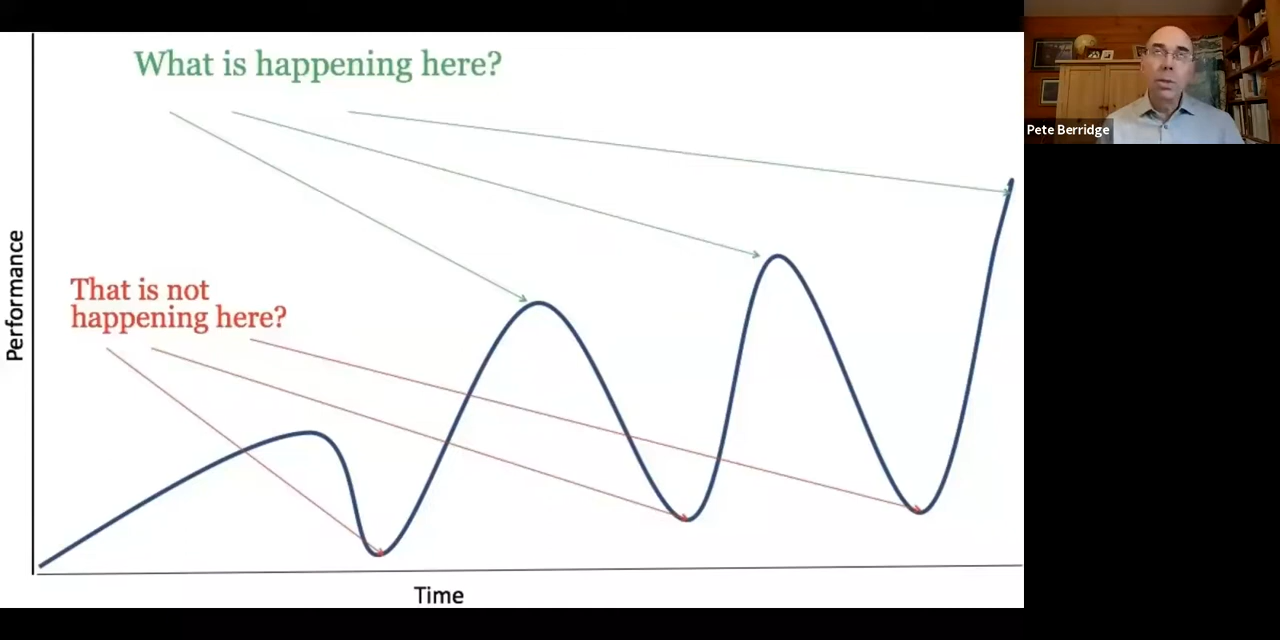 What is happening here?
Pete Berridge
That is not
happening here?
Performance
Time